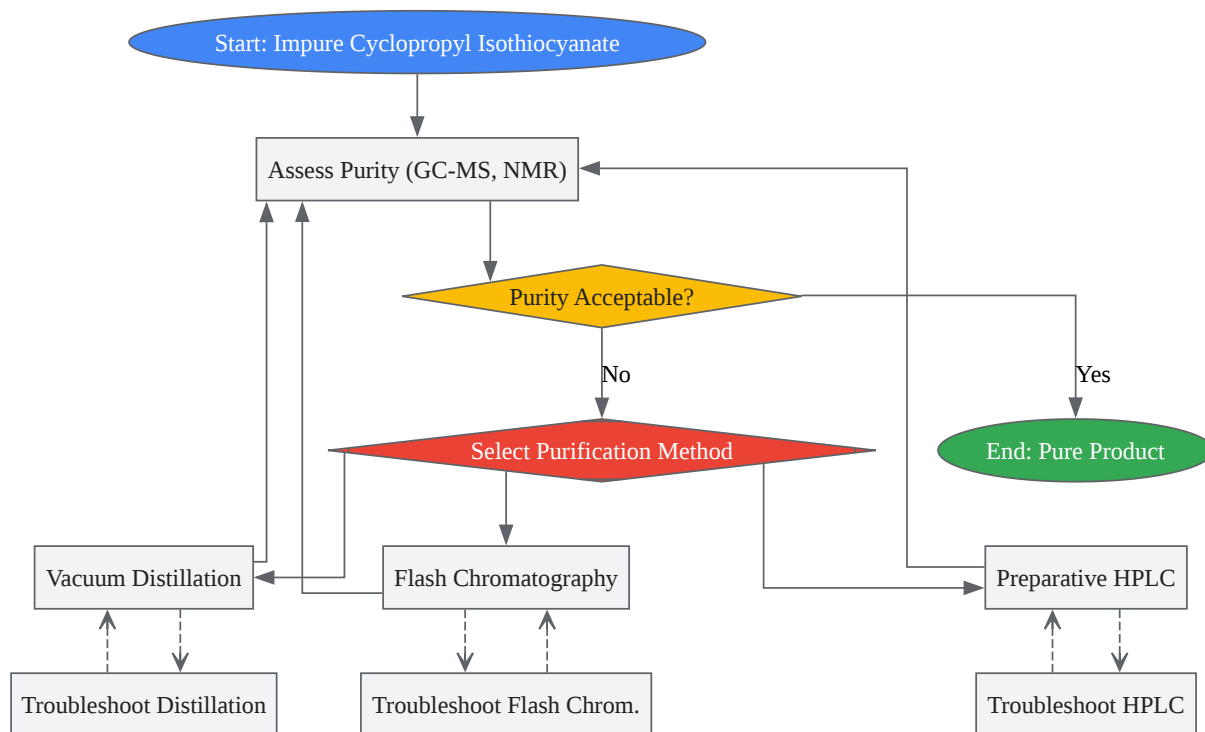 Start: Impure Cyclopropyl Isothiocyanate
Assess Purity (GC-MS, NMR)
Purity Acceptable?
No
Yes
Select Purification Method
End: Pure Product
Vacuum Distillation
Flash Chromatography
Preparative HPLC
Troubleshoot Distillation
Troubleshoot Flash Chrom.
Troubleshoot HPLC